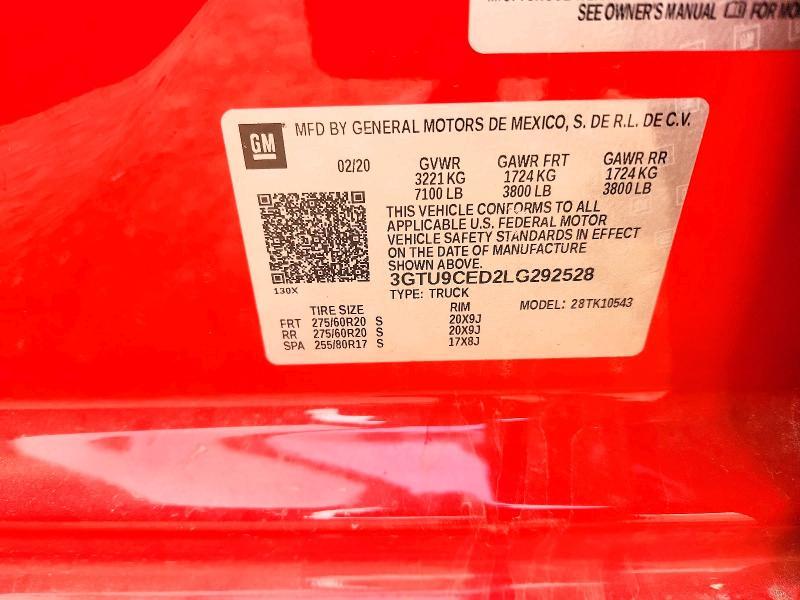 SEE OWNER'S MANUAL FOR MO
GM
MFD BY GENERAL MOTORS DE MEXICO, S. DE R.L. DE C.V.
02/20 GVWR GAWR FRT GAWR RR
3221 KG 1724 KG 1724 KG
7100 LB 3800 LB 3800 LB
THIS VEHICLE CONFORMS TO ALL
APPLICABLE U.S. FEDERAL MOTOR
VEHICLE SAFETY STANDARDS IN EFFECT
ON THE DATE OF MANUFACTURE
SHOWN ABOVE.
3GTU9CED2LG292528
130X TYPE: TRUCK MODEL: 28TK10543
TIRE SIZE RIM
FRT 275/60R20 S 20X9J
RR 275/60R20 S 20X9J
SPA 255/80R17 S 17X8J